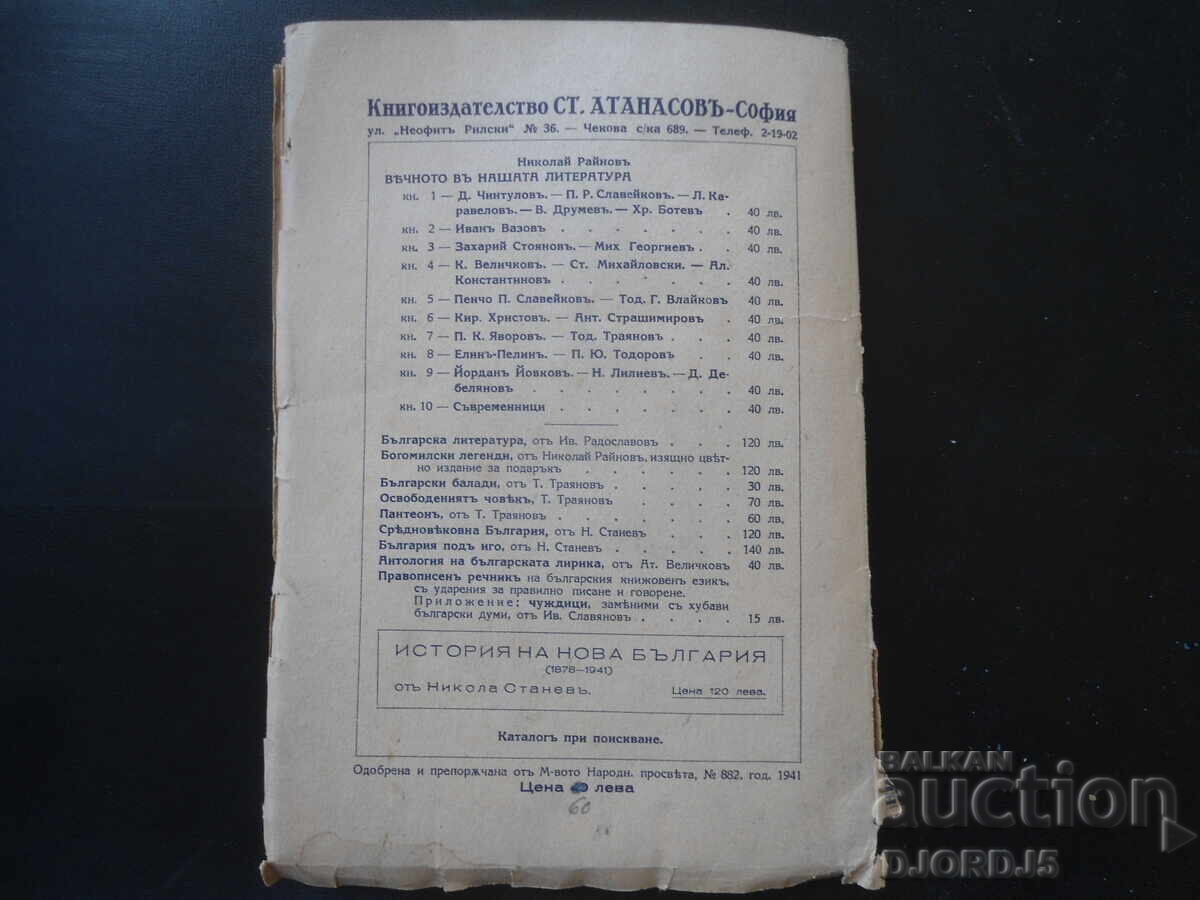 Книгоиздателство СТ. АТАНАСОВЪ–София
ул. „Неофитъ Рилски“ № 36. — Чекова с/ка 689. — Телеф. 2-19-02
Николай Райновъ
ВѢЧНОТО ВЪ НАШАТА ЛИТЕРАТУРА
кн. 1 — Д. Чинтуловъ. — П. Р. Славейковъ. — Л. Ка-
равеловъ. — В. Друмевъ. — Хр. Ботевъ . 40 лв.
кн. 2 — Иванъ Вазовъ . . . . . . . 40 лв.
кн. 3 — Захарий Стояновъ. — Мих Георгиевъ . . 40 лв.
кн. 4 — К. Величковъ. — Ст. Михайловски. — Ал.
Константиновъ . . . . . . . 40 лв.
кн. 5 — Пенчо П. Славейковъ. — Тод. Г. Влайковъ 40 лв.
кн. 6 — Кир. Христовъ. — Ант. Страшимировъ . 40 лв.
кн. 7 — П. К. Яворовъ. — Тод. Траяновъ . . . 40 лв.
кн. 8 — Елинъ-Пелинъ. — П. Ю. Тодоровъ . . 40 лв.
кн. 9 — Йорданъ Йовковъ. — Н. Лилиевъ. — Д. Де-
беляновъ . . . . . . . . 40 лв.
кн. 10 — Съвременници . . . . . . . 40 лв.
Българска литература, отъ Ив. Радославовъ . . . 120 лв.
Богомилски легенди, отъ Николай Райновъ, изящно цвѣт-
но издание за подаръкъ . . . . . . 120 лв.
Български балади, отъ Т. Траяновъ . . . . . 30 лв.
Освободениятъ човѣкъ, Т. Траяновъ . . . . 70 лв.
Пантеонъ, отъ Т. Траяновъ . . . . . . . 60 лв.
Срѣдновѣковна България, отъ Н. Станевъ . . . 120 лв.
България подъ иго, отъ Н. Станевъ . . . . . 140 лв.
Антология на българската лирика, отъ Ат. Величковъ 40 лв.
Правописенъ речникъ на българския книжовенъ езикъ,
съ ударения за правилно писане и говорене.
Приложение: чуждици, замѣними съ хубави
български думи, отъ Ив. Славяновъ . . . . 15 лв.
ИСТОРИЯ НА НОВА БЪЛГАРИЯ
(1878—1941)
отъ Никола Станевъ.	Цена 120 лева.
Каталогъ при поискване.
Одобрена и препорѫчана отъ М-вото Народн. просвѣта, № 882, год. 1941
Цена лева
60
BALKAN
auction
DJORDJ5